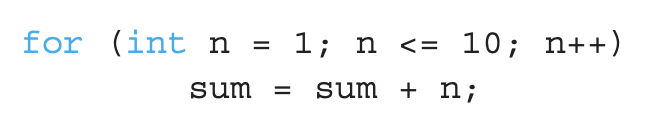 for (int n = 1; n <= 10; n++)
sum = sum + n;